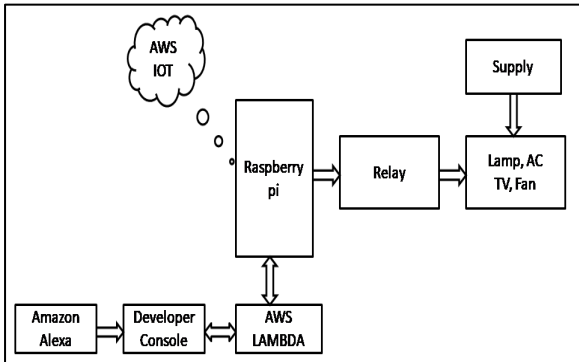 AWS
IOT
Supply
Raspberry
pi
Relay
Lamp, AC
TV, Fan
Amazon
Alexa
Developer
Console
AWS
LAMBDA